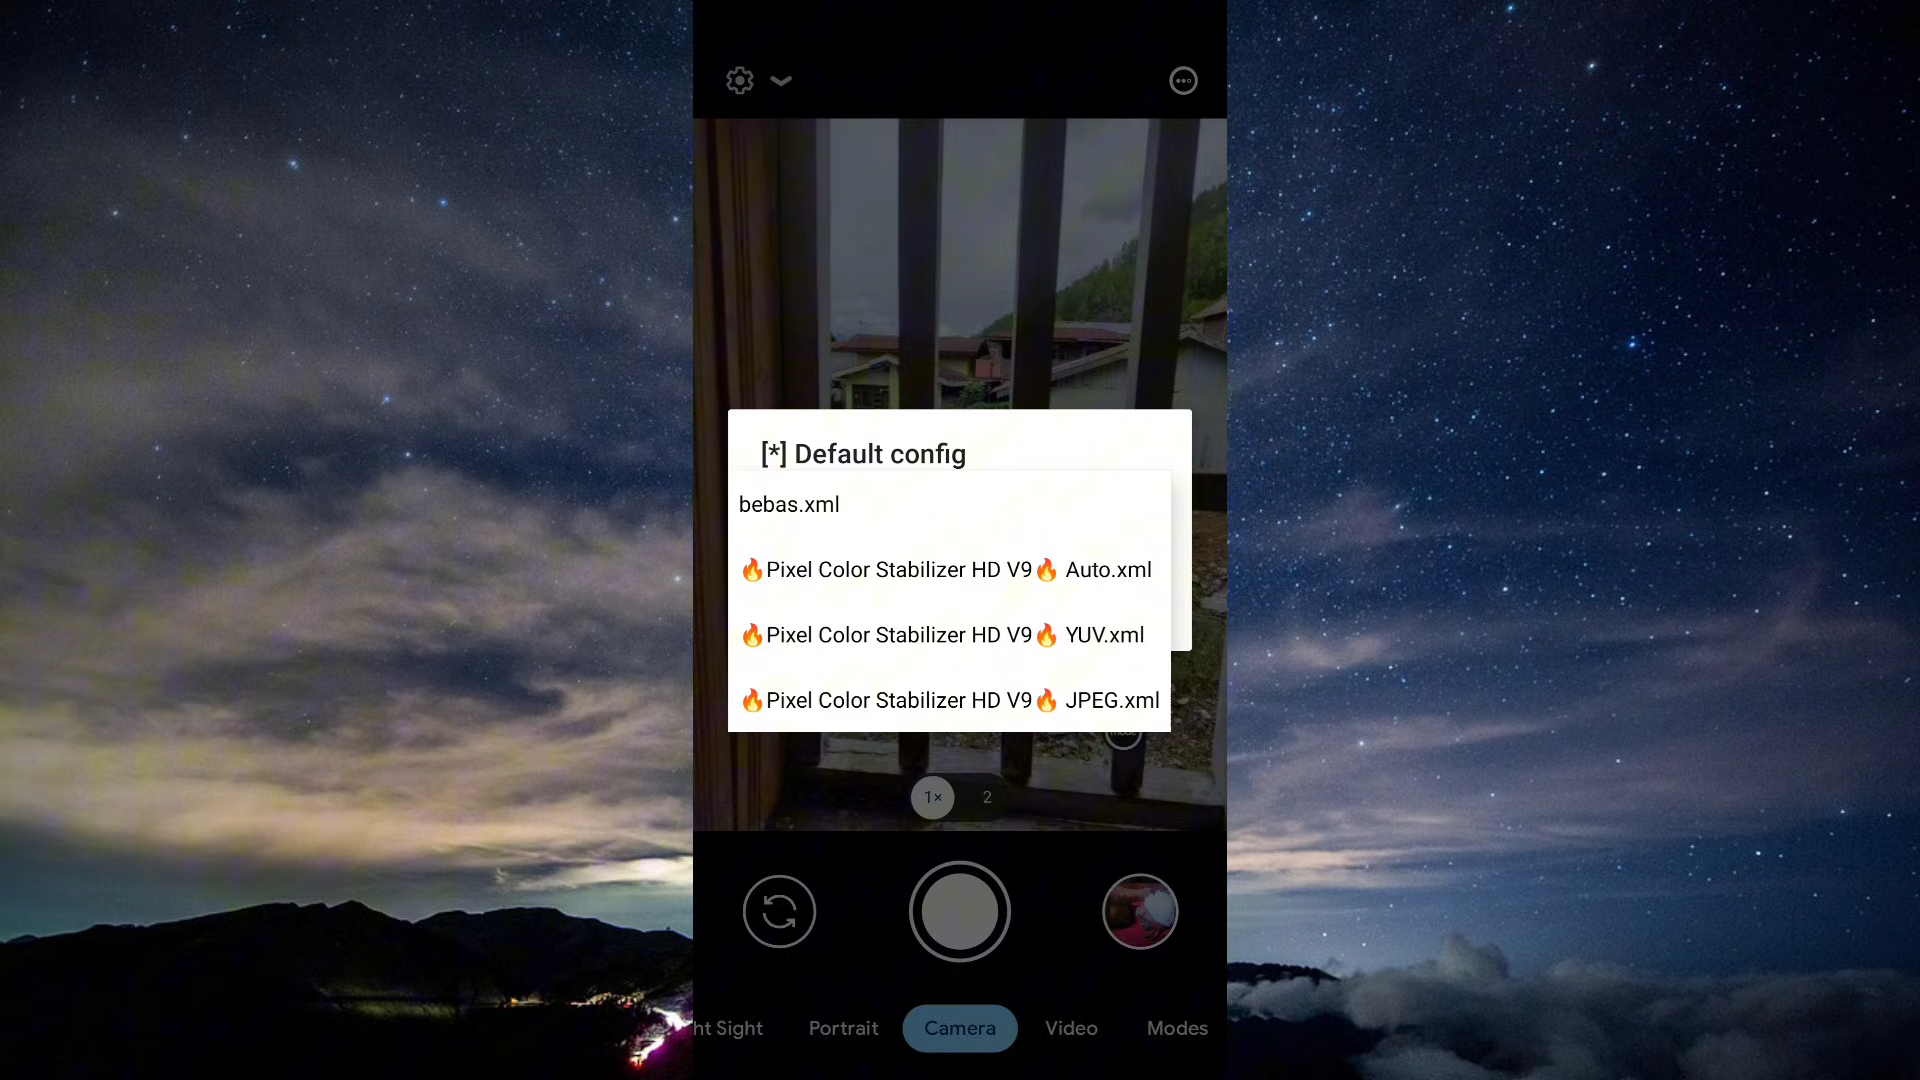 [*] Default config
bebas.xml
🔥Pixel Color Stabilizer HD V9🔥 Auto.xml
🔥Pixel Color Stabilizer HD V9🔥 YUV.xml
🔥Pixel Color Stabilizer HD V9🔥 JPEG.xml
1×
2
ht Sight
Portrait
Camera
Video
Modes